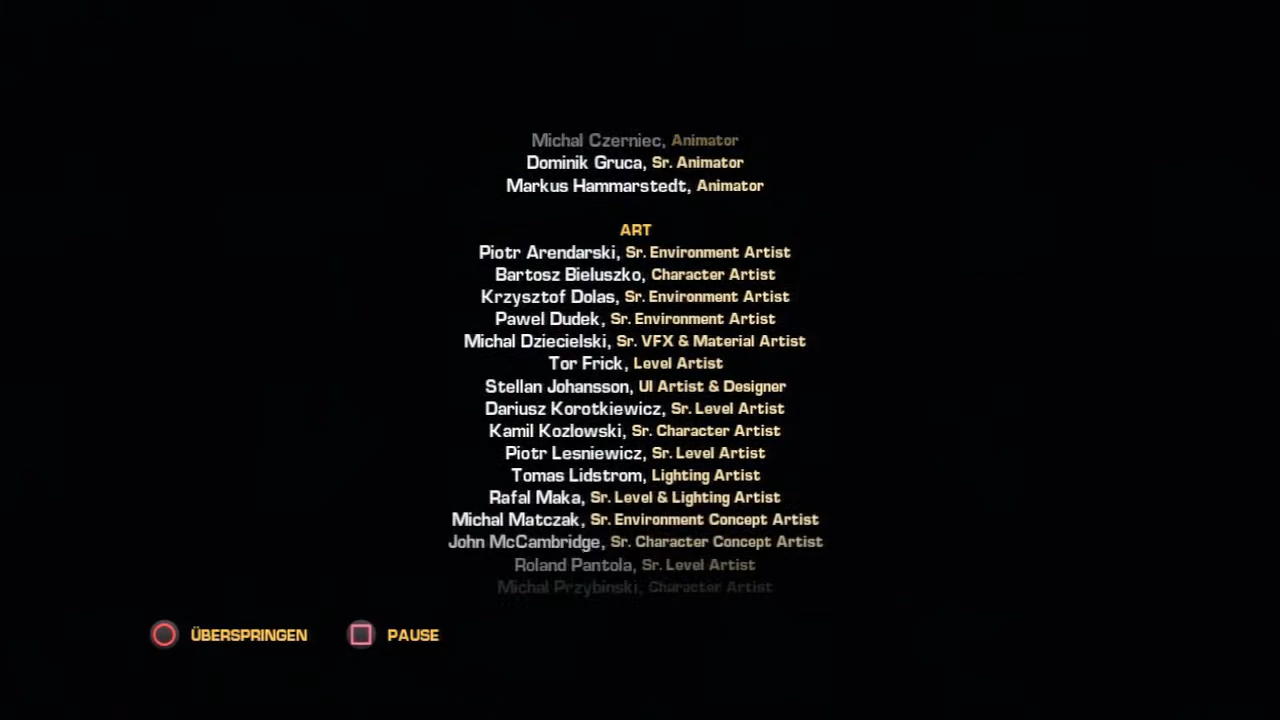 Michal Czerniec, Animator
Dominik Gruca, Sr. Animator
Markus Hammarstedt, Animator
ART
Piotr Arendarski, Sr. Environment Artist
Bartosz Bieluszko, Character Artist
Krzysztof Dolas, Sr. Environment Artist
Pawel Dudek, Sr. Environment Artist
Michal Dziecielski, Sr. VFX & Material Artist
Tor Frick, Level Artist
Stellan Johansson, UI Artist & Designer
Dariusz Korotkiewicz, Sr. Level Artist
Kamil Kozlowski, Sr. Character Artist
Piotr Lesniewicz, Sr. Level Artist
Tomas Lidstrom, Lighting Artist
Rafal Maka, Sr. Level & Lighting Artist
Michal Matczak, Sr. Environment Concept Artist
John McCambridge, Sr. Character Concept Artist
Roland Pantola, Sr. Level Artist
Michal Przybinski, Character Artist
ÜBERSPRINGEN PAUSE